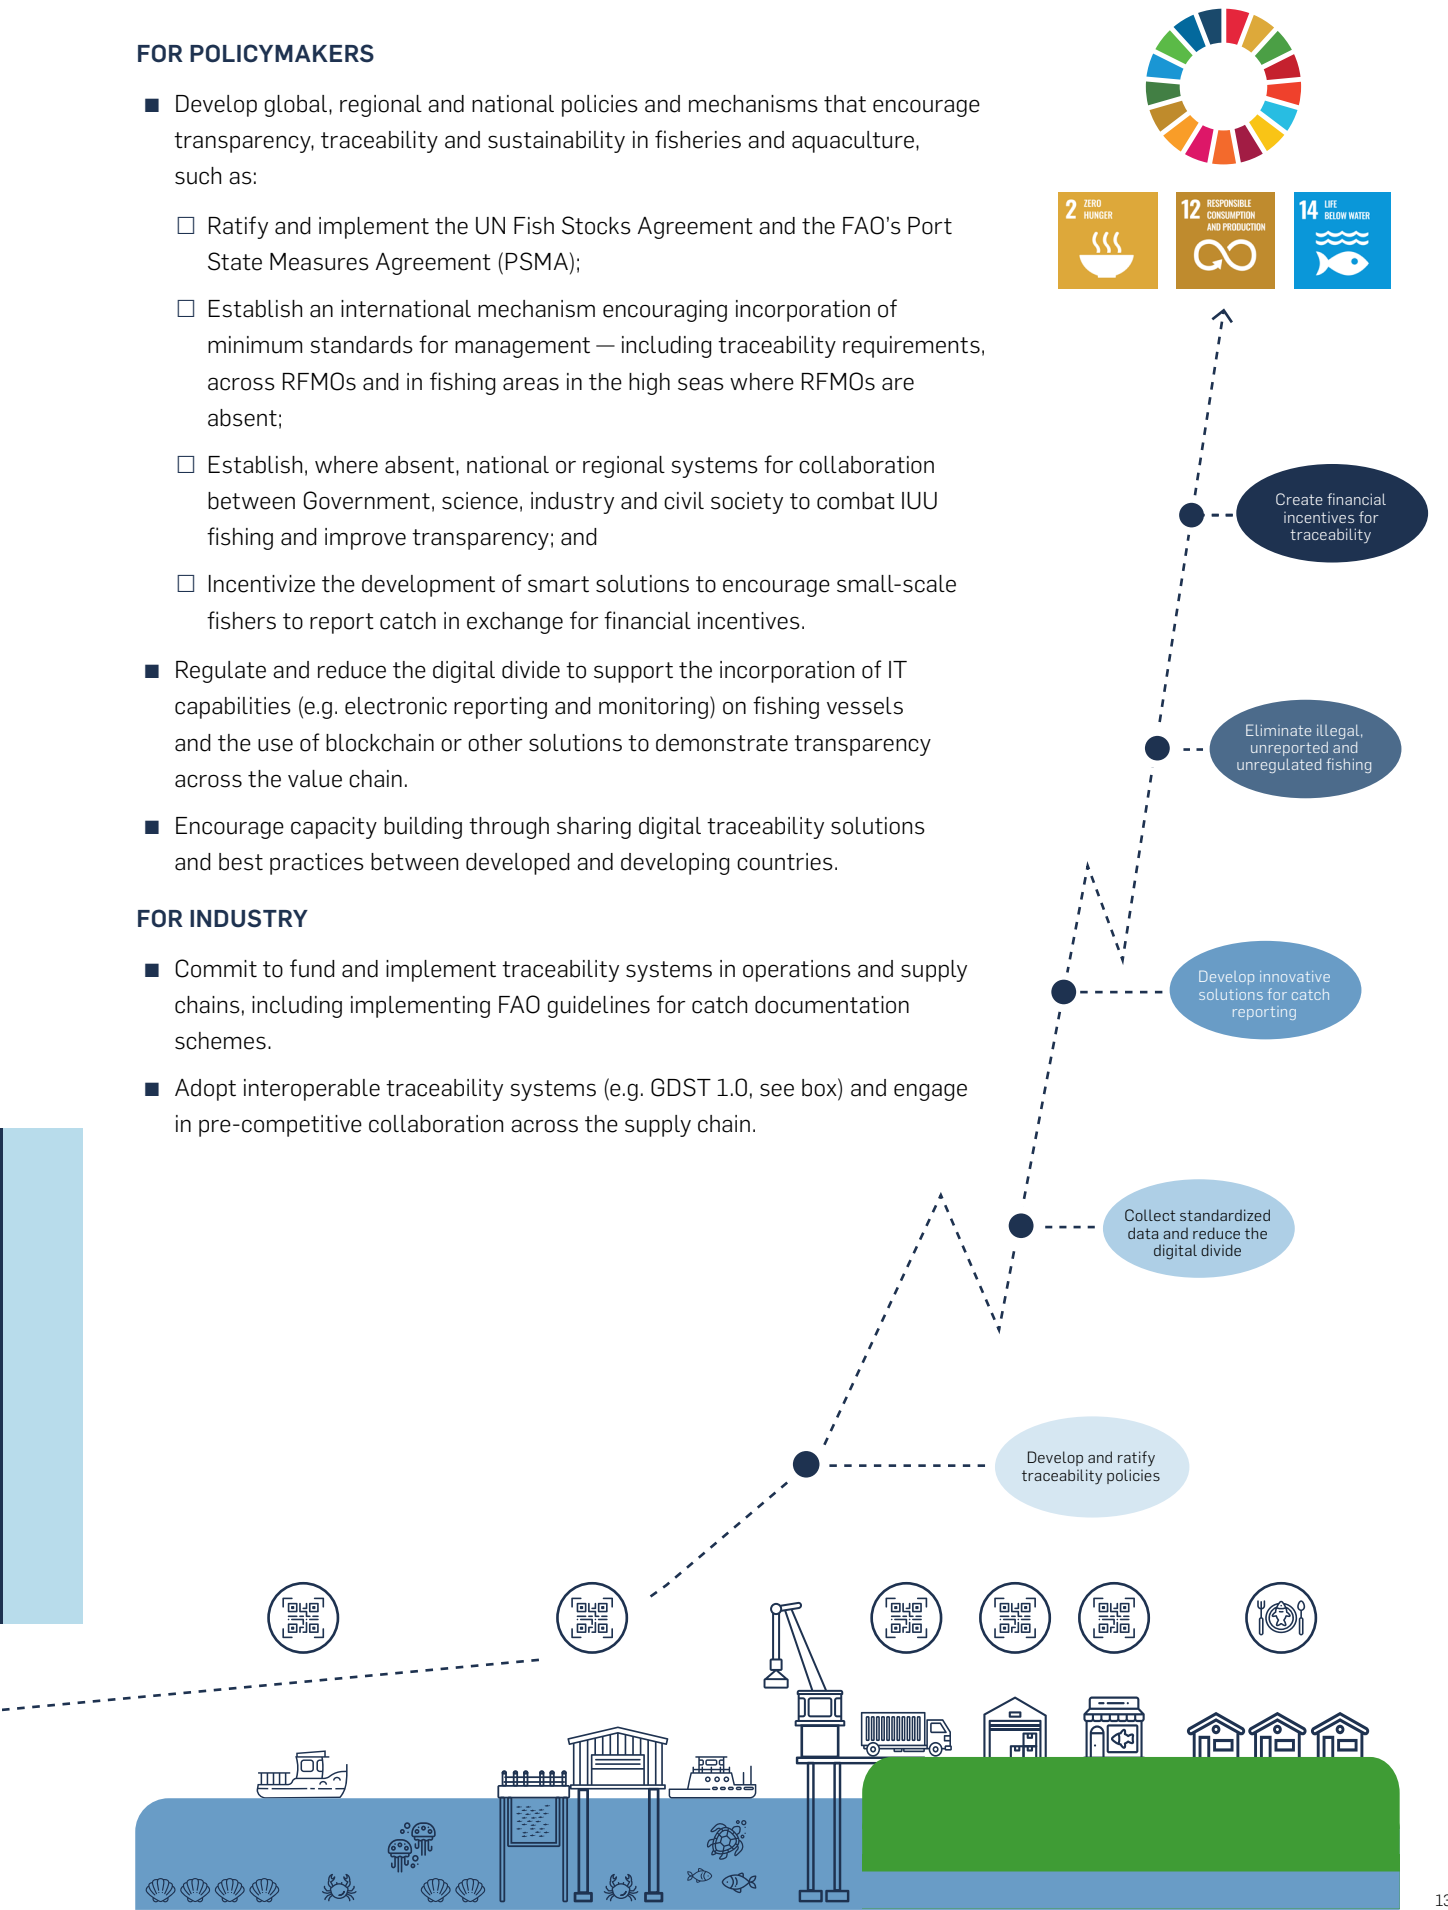 FOR POLICYMAKERS
■ Develop global, regional and national policies and mechanisms that encourage
transparency, traceability and sustainability in fisheries and aquaculture,
such as:
□ Ratify and implement the UN Fish Stocks Agreement and the FAO's Port
State Measures Agreement (PSMA);
□ Establish an international mechanism encouraging incorporation of
minimum standards for management — including traceability requirements,
across RFMOs and in fishing areas in the high seas where RFMOs are
absent;
□ Establish, where absent, national or regional systems for collaboration
between Government, science, industry and civil society to combat IUU
fishing and improve transparency; and
□ Incentivize the development of smart solutions to encourage small-scale
fishers to report catch in exchange for financial incentives.
■ Regulate and reduce the digital divide to support the incorporation of IT
capabilities (e.g. electronic reporting and monitoring) on fishing vessels
and the use of blockchain or other solutions to demonstrate transparency
across the value chain.
■ Encourage capacity building through sharing digital traceability solutions
and best practices between developed and developing countries.
FOR INDUSTRY
■ Commit to fund and implement traceability systems in operations and supply
chains, including implementing FAO guidelines for catch documentation
schemes.
■ Adopt interoperable traceability systems (e.g. GDST 1.0, see box) and engage
in pre-competitive collaboration across the supply chain.
2 ZERO
HUNGER
12 RESPONSIBLE
CONSUMPTION
AND PRODUCTION
14 LIFE
BELOW WATER
Create financial
incentives for
traceability
Eliminate illegal,
unreported and
unregulated fishing
Develop innovative
solutions for catch
reporting
Collect standardized
data and reduce the
digital divide
Develop and ratify
traceability policies
13